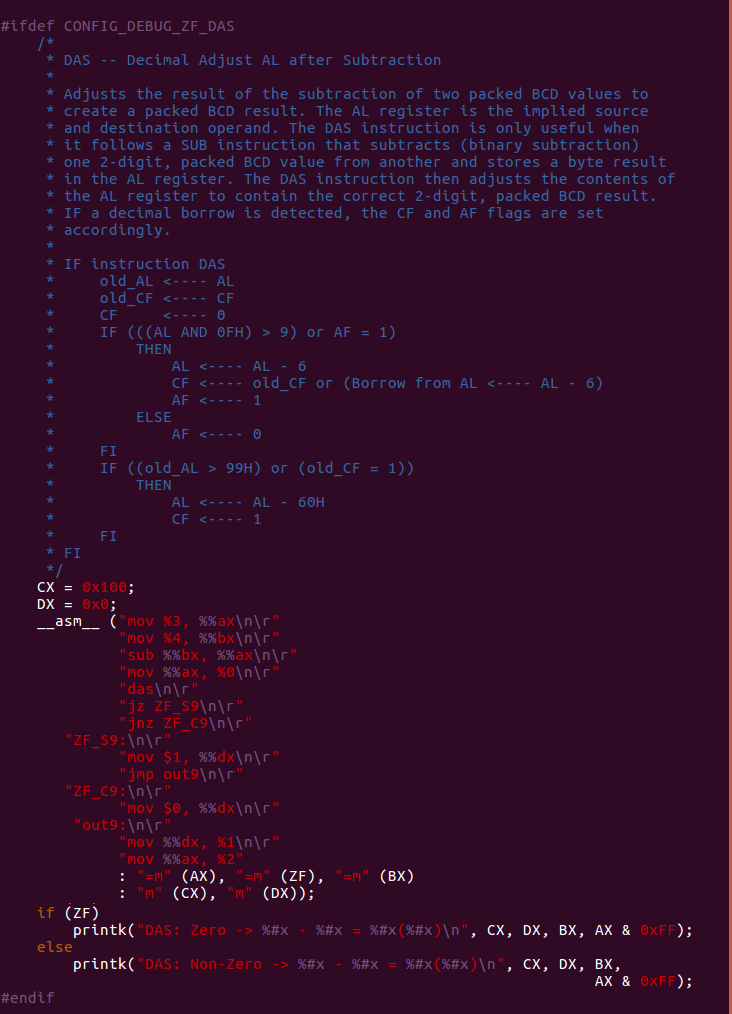 #ifdef CONFIG_DEBUG_ZF_DAS
    /*
     * DAS -- Decimal Adjust AL after Subtraction
     *
     * Adjusts the result of the subtraction of two packed BCD values to
     * create a packed BCD result. The AL register is the implied source
     * and destination operand. The DAS instruction is only useful when
     * it follows a SUB instruction that subtracts (binary subtraction)
     * one 2-digit, packed BCD value from another and stores a byte result
     * in the AL register. The DAS instruction then adjusts the contents of
     * the AL register to contain the correct 2-digit, packed BCD result.
     * IF a decimal borrow is detected, the CF and AF flags are set
     * accordingly.
     *
     * IF instruction DAS
     *     old_AL <---- AL
     *     old_CF <---- CF
     *     CF     <---- 0
     *     IF (((AL AND 0FH) > 9) or AF = 1)
     *         THEN
     *             AL <---- AL - 6
     *             CF <---- old_CF or (Borrow from AL <---- AL - 6)
     *             AF <---- 1
     *         ELSE
     *             AF <---- 0
     *     FI
     *     IF ((old_AL > 99H) or (old_CF = 1))
     *         THEN
     *             AL <---- AL - 60H
     *             CF <---- 1
     *     FI
     * FI
     */
    CX = 0x100;
    DX = 0x0;
    __asm__ ("mov %3, %%ax\n\r"
             "mov %4, %%bx\n\r"
             "sub %%bx, %%ax\n\r"
             "mov %%ax, %0\n\r"
             "das\n\r"
             "jz ZF_S9\n\r"
             "jnz ZF_C9\n\r"
       "ZF_S9:\n\r"
             "mov $1, %%dx\n\r"
             "jmp out9\n\r"
       "ZF_C9:\n\r"
             "mov $0, %%dx\n\r"
        "out9:\n\r"
             "mov %%dx, %1\n\r"
             "mov %%ax, %2"
             : "=m" (AX), "=m" (ZF), "=m" (BX)
             : "m" (CX), "m" (DX));
    if (ZF)
        printk("DAS: Zero -> %#x - %#x = %#x(%#x)\n", CX, DX, BX, AX & 0xFF);
    else
        printk("DAS: Non-Zero -> %#x - %#x = %#x(%#x)\n", CX, DX, BX,
                                                                  AX & 0xFF);
#endif